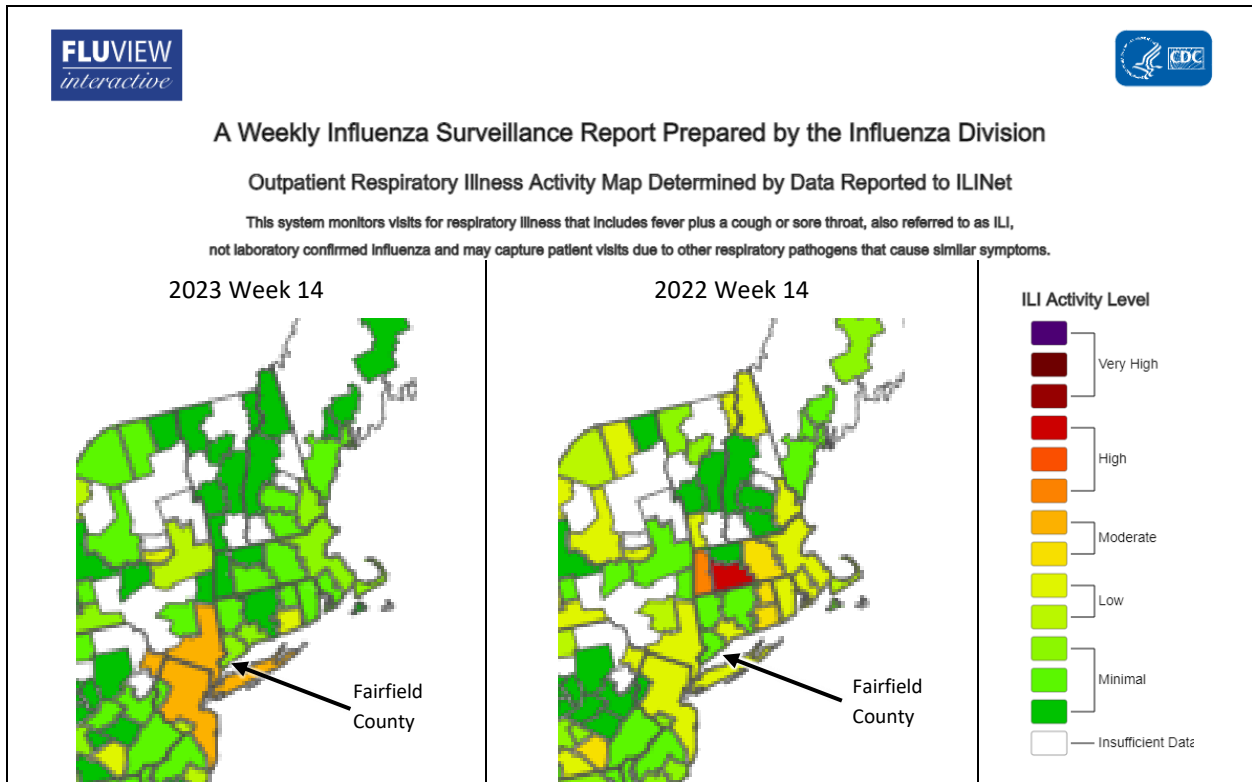 FLUVIEW
interactive
CDC
A Weekly Influenza Surveillance Report Prepared by the Influenza Division
Outpatient Respiratory Illness Activity Map Determined by Data Reported to ILINet
This system monitors visits for respiratory illness that includes fever plus a cough or sore throat, also referred to as ILI,
not laboratory confirmed influenza and may capture patient visits due to other respiratory pathogens that cause similar symptoms.
2023 Week 14
Fairfield
County
2022 Week 14
Fairfield
County
ILI Activity Level
Very High
High
Moderate
Low
Minimal
Insufficient Data